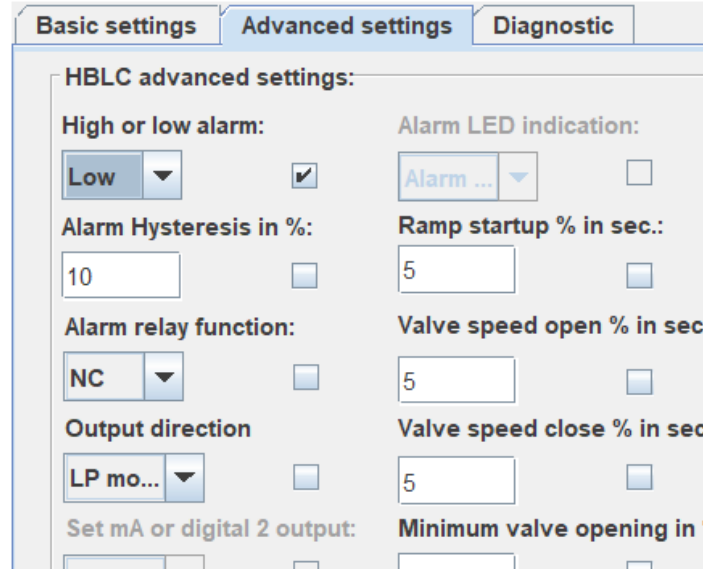 Basic settings Advanced settings Diagnostic
HBLC advanced settings:
High or low alarm: Alarm LED indication:
Low Alarm ...
Alarm Hysteresis in %: Ramp startup % in sec.:
10 5
Alarm relay function: Valve speed open % in sec
NC 5
Output direction Valve speed close % in sec
LP mo... 5
Set mA or digital 2 output: Minimum valve opening in